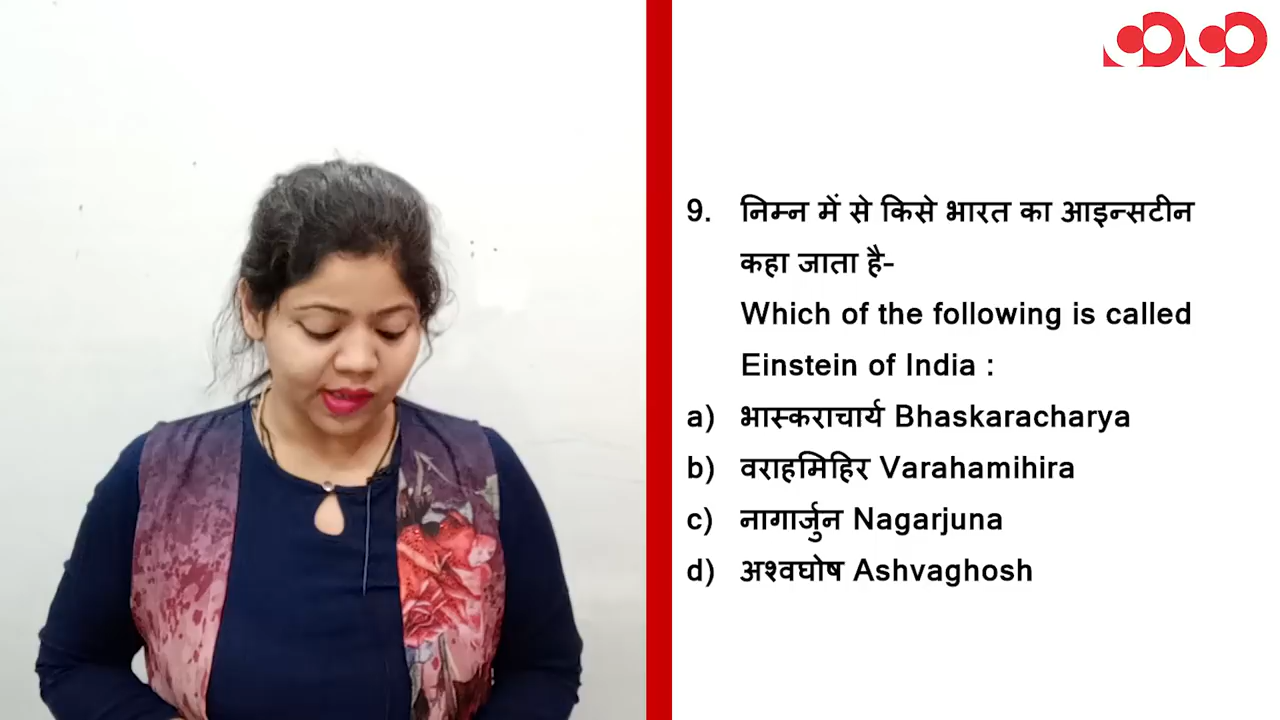 9. निम्न में से किसे भारत का आइन्सटीन
कहा जाता है-
Which of the following is called
Einstein of India :
a) भास्कराचार्य Bhaskaracharya
b) वराहमिहिर Varahamihira
c) नागार्जुन Nagarjuna
d) अश्वघोष Ashvaghosh